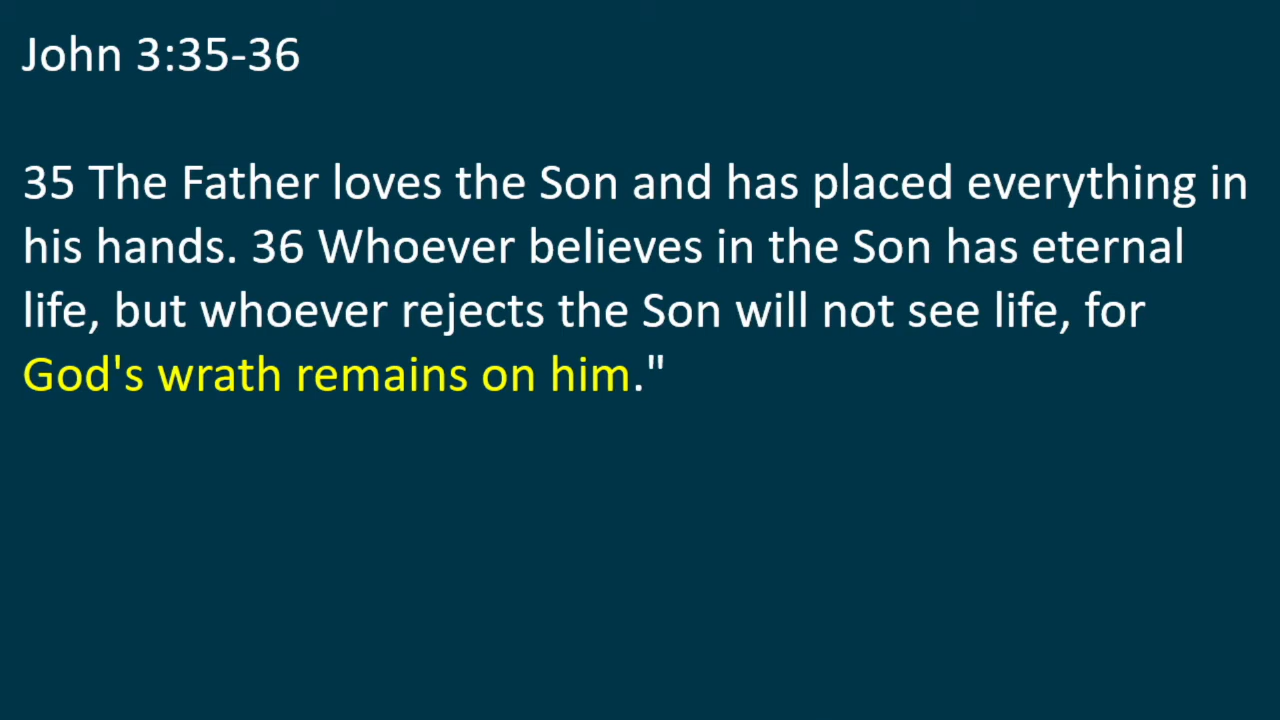 John 3:35-36
35 The Father loves the Son and has placed everything in
his hands. 36 Whoever believes in the Son has eternal
life, but whoever rejects the Son will not see life, for
God's wrath remains on him."